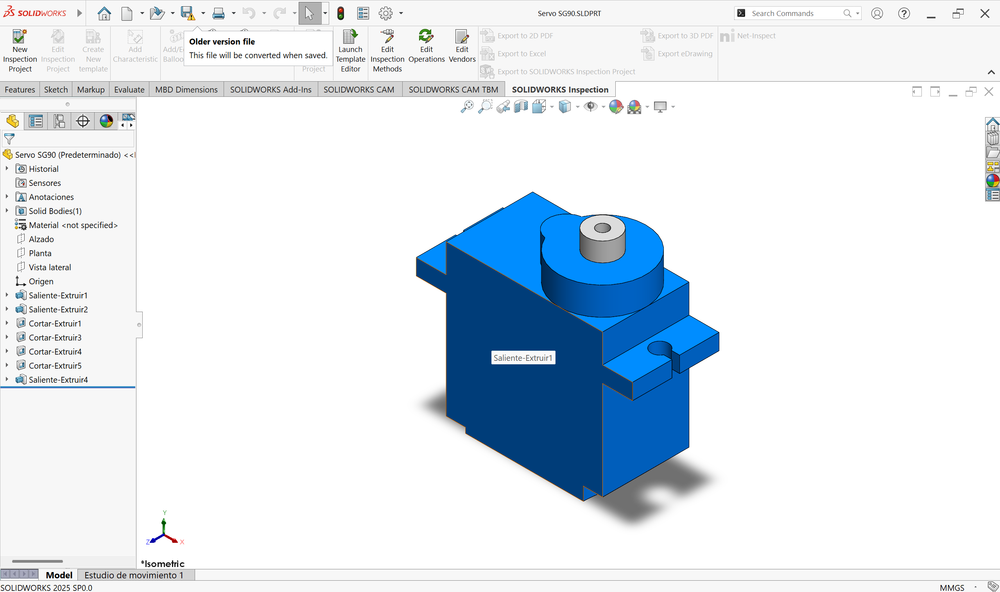 SOLIDWORKS
Servo SG90.SLDPRT
Search Commands
New Inspection Project
Edit Inspection Project
Create New template
Add Characteristic
Add/E
Balloo
Older version file
This file will be converted when saved.
Project
Launch Template Editor
Edit Inspection Methods
Edit Operations
Edit Vendors
Export to 2D PDF
Export to Excel
Export to SOLIDWORKS Inspection Project
Export to 3D PDF
Export eDrawing
ni Net-Inspect
Features
Sketch
Markup
Evaluate
MBD Dimensions
SOLIDWORKS Add-Ins
SOLIDWORKS CAM
SOLIDWORKS CAM TBM
SOLIDWORKS Inspection
Servo SG90 (Predeterminado) <<
Historial
Sensores
Anotaciones
Solid Bodies(1)
Material <not specified>
Alzado
Planta
Vista lateral
Origen
Saliente-Extruir1
Saliente-Extruir2
Cortar-Extruir1
Cortar-Extruir3
Cortar-Extruir4
Cortar-Extruir5
Saliente-Extruir4
Saliente-Extruir1
Y
Z
X
*Isometric
Model
Estudio de movimiento 1
SOLIDWORKS 2025 SP0.0
MMGS